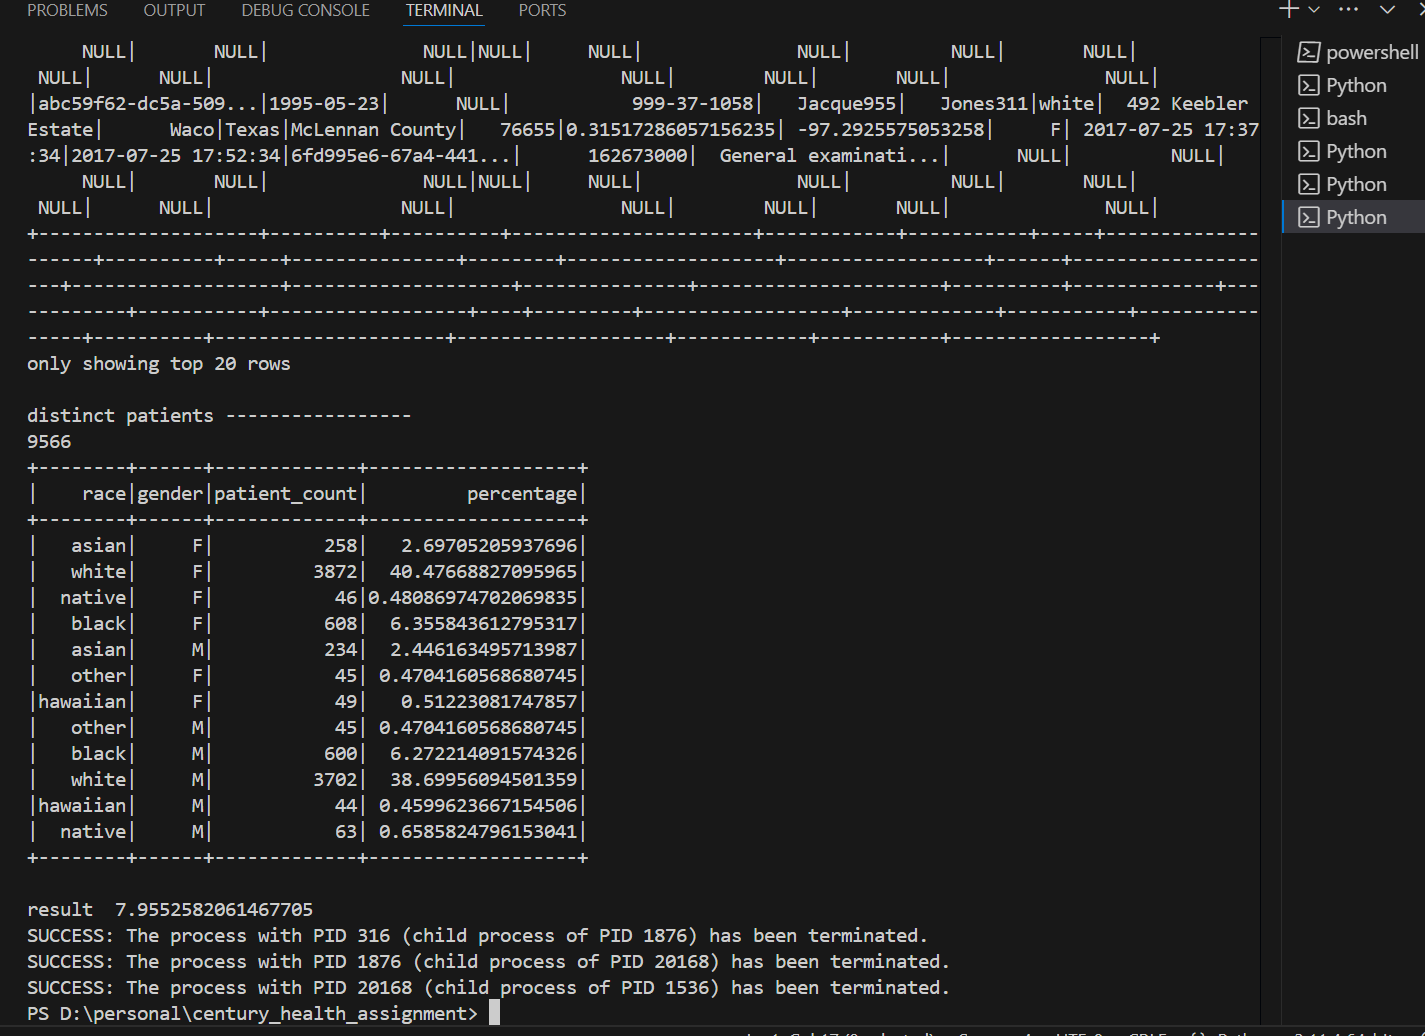 PROBLEMS OUTPUT DEBUG CONSOLE TERMINAL PORTS
NULL| NULL| NULL|NULL| NULL| NULL| NULL| NULL|
NULL| NULL| NULL| NULL| NULL| NULL| NULL|
|abc59f62-dc5a-509...|1995-05-23| NULL| 999-37-1058| Jacque955| Jones311|white| 492 Keebler
Estate| Waco|Texas|McLennan County| 76655|0.31517286057156235| -97.2925575053258| F| 2017-07-25 17:37
:34|2017-07-25 17:52:34|6fd995e6-67a4-441...| 162673000| General examinati...| NULL| NULL|
NULL| NULL| NULL|NULL| NULL| NULL| NULL| NULL|
NULL| NULL| NULL| NULL| NULL| NULL| NULL|
+--------------------+----------+----------+-----------------------+------------+-----------+-----+--------------
------+----------+-----+---------------+--------+-------------------+------------------+------+-----------------
---+-------------------+--------------------+---------------+----------------------+----------+-------------+---
---------+------------+------------------+----+---------+------------------+-------------+-----------+-----------
-----+----------+---------------------+-------------------+------------+-----------+------------------+
only showing top 20 rows
distinct patients -----------------
9566
+--------+------+-------------+-------------------+
| race|gender|patient_count| percentage|
+--------+------+-------------+-------------------+
| asian| F| 258| 2.69705205937696|
| white| F| 3872| 40.47668827095965|
| native| F| 46|0.48086974702069835|
| black| F| 608| 6.355843612795317|
| asian| M| 234| 2.446163495713987|
| other| F| 45| 0.4704160568680745|
|hawaiian| F| 49| 0.51223081747857|
| other| M| 45| 0.4704160568680745|
| black| M| 600| 6.272214091574326|
| white| M| 3702| 38.69956094501359|
|hawaiian| M| 44| 0.4599623667154506|
| native| M| 63| 0.6585824796153041|
+--------+------+-------------+-------------------+
result 7.9552582061467705
SUCCESS: The process with PID 316 (child process of PID 1876) has been terminated.
SUCCESS: The process with PID 1876 (child process of PID 20168) has been terminated.
SUCCESS: The process with PID 20168 (child process of PID 1536) has been terminated.
PS D:\personal\century_health_assignment>
powershell
Python
bash
Python
Python
Python